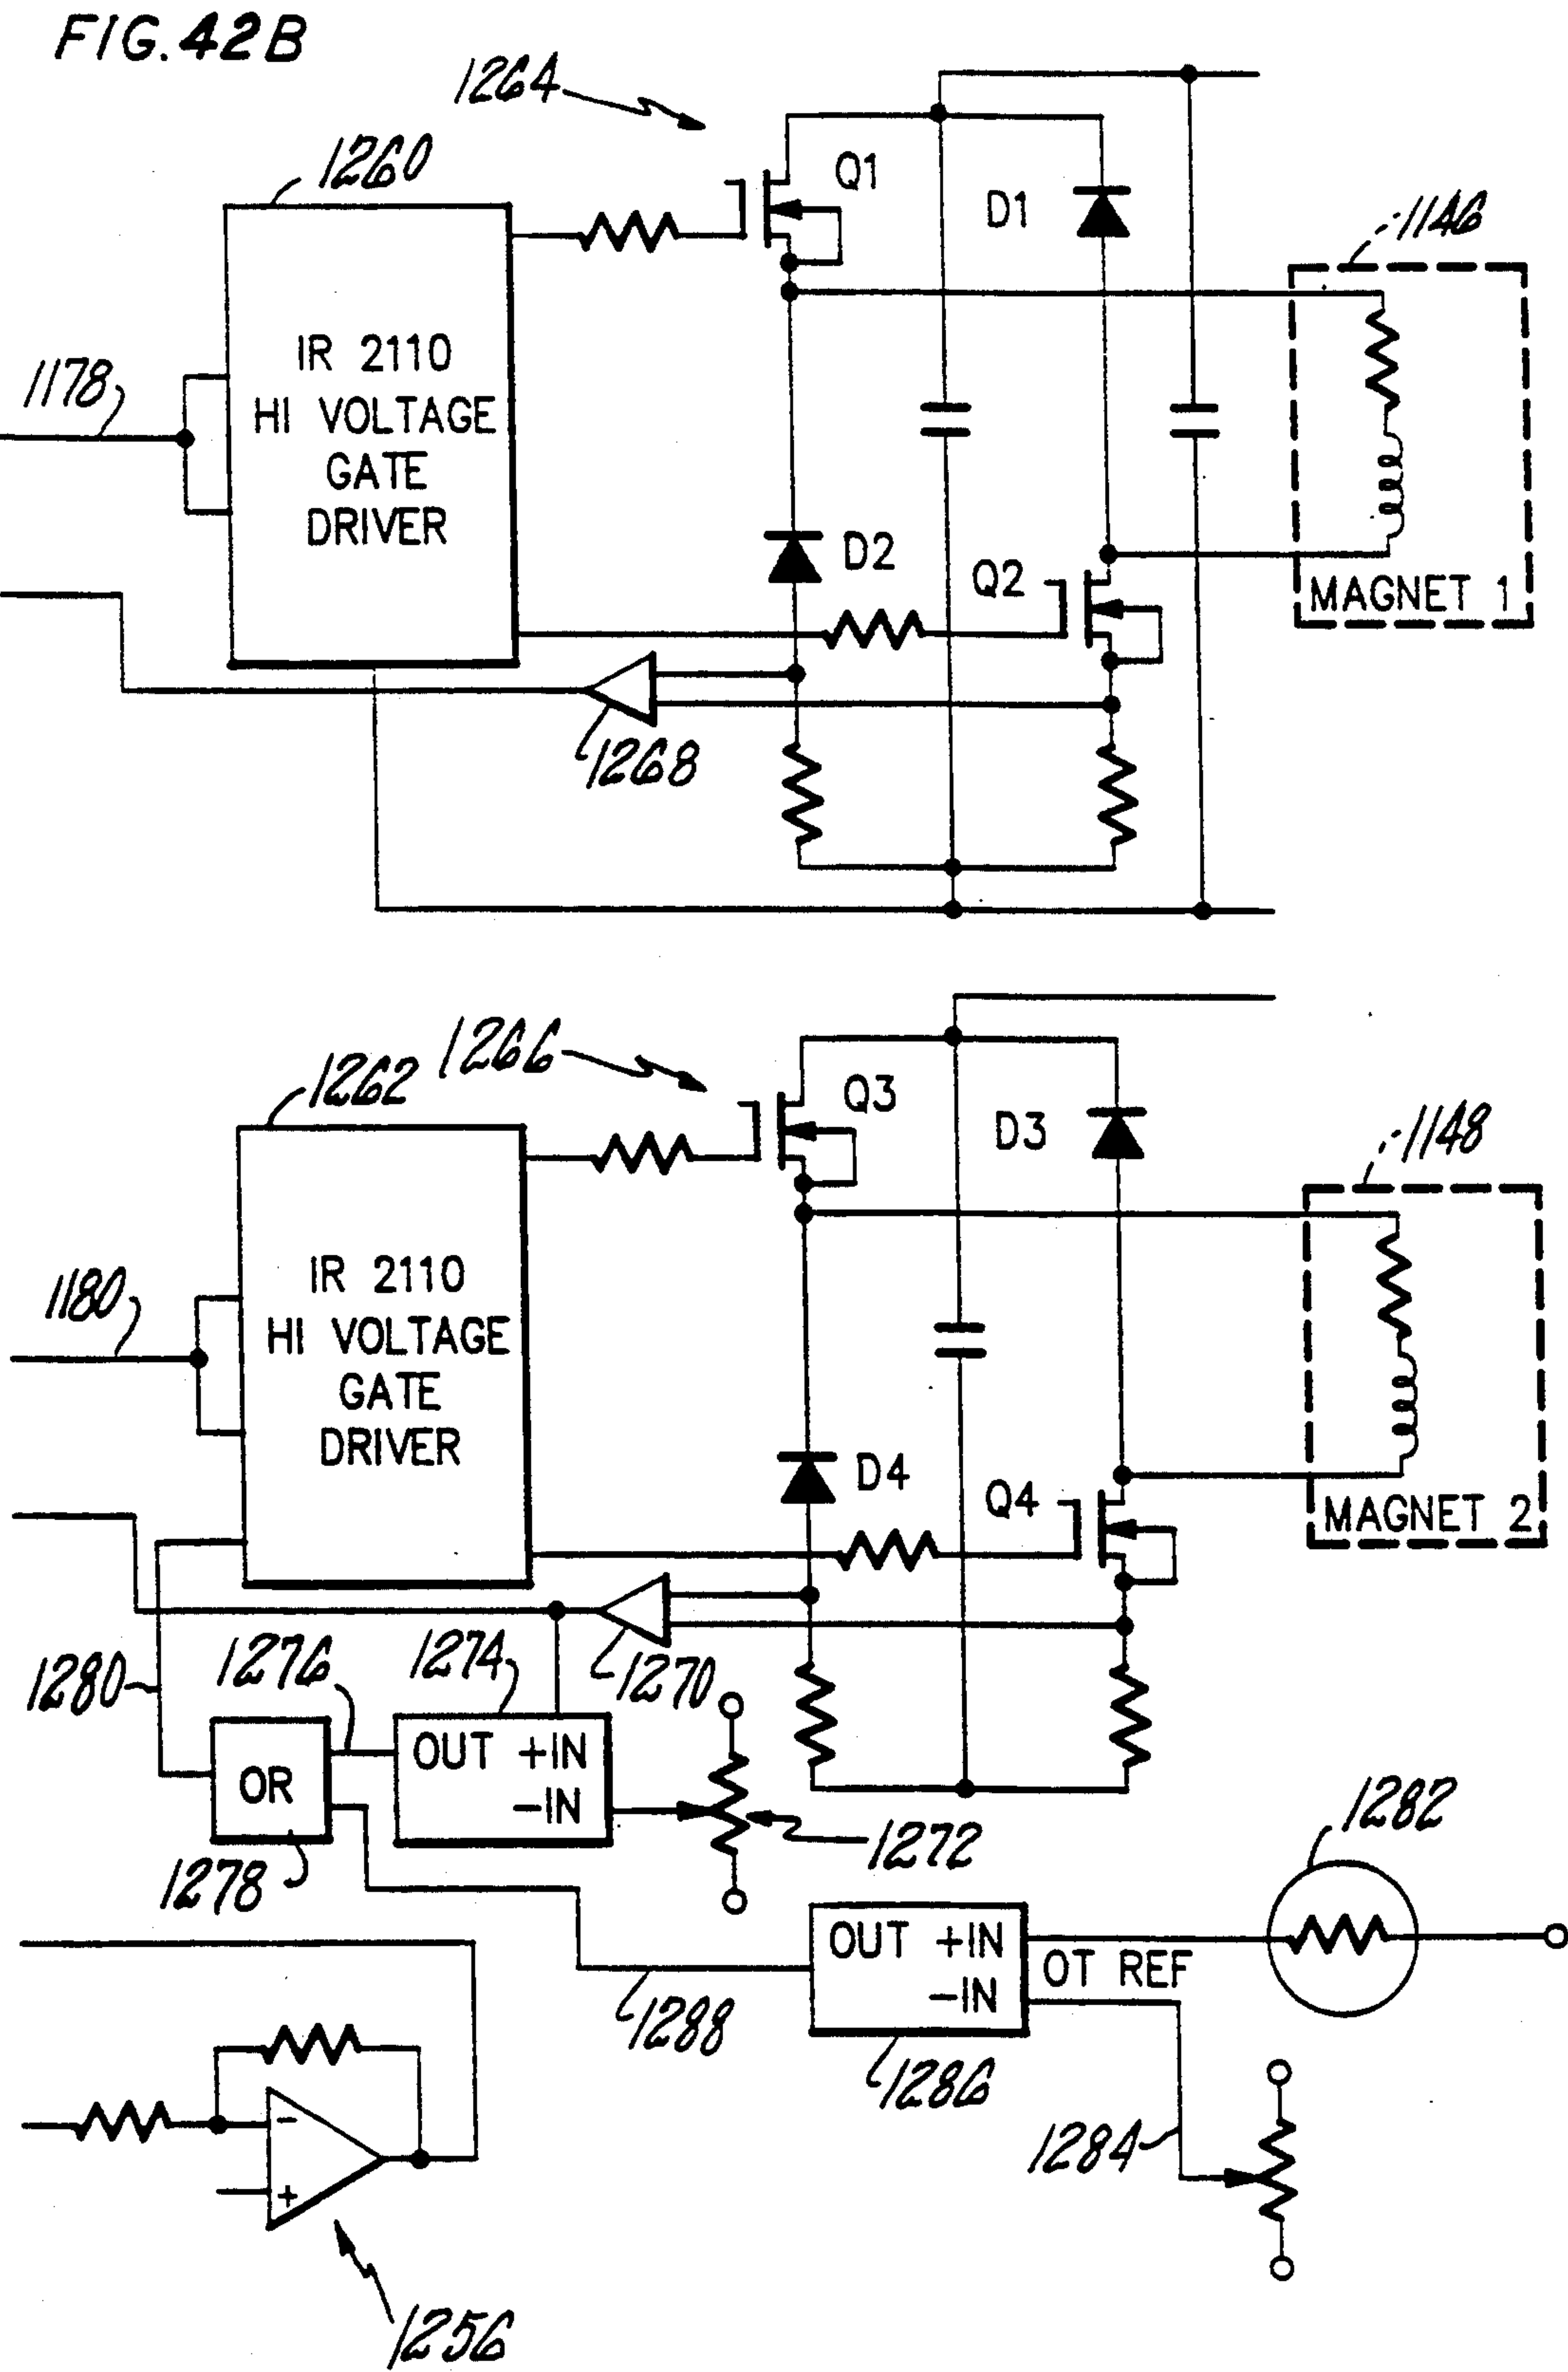 FIG. 42B
1264
1260
Q1
D1
1146
IR 2110
HI VOLTAGE
GATE
DRIVER
1178
D2
Q2
MAGNET 1
1268
1266
1262
Q3
D3
1148
IR 2110
HI VOLTAGE
GATE
DRIVER
1180
D4
Q4
MAGNET 2
1280
1276
1274
1270
OR
OUT +IN
-IN
1272
1278
1282
OUT +IN
-IN
OT REF
1288
1286
1284
-
+
1256